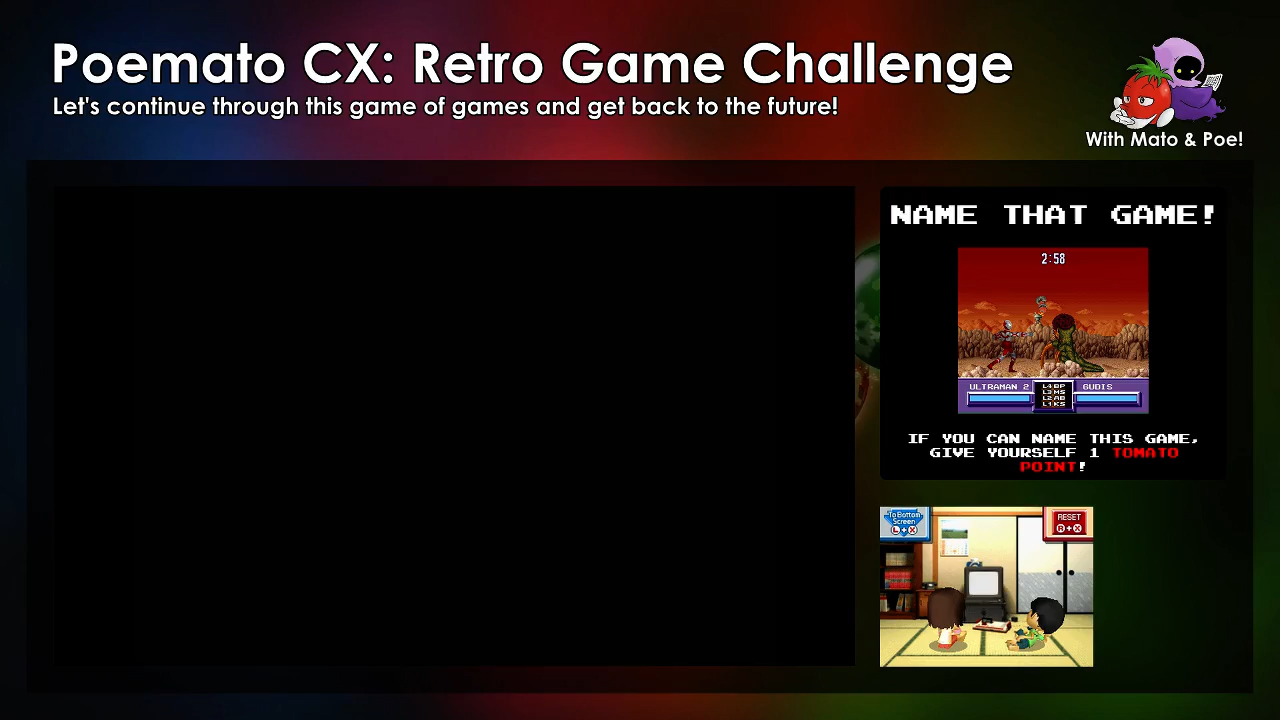 Poemato CX: Retro Game Challenge
Let's continue through this game of games and get back to the future!
With Mato & Poe!
NAME THAT GAME!
2:58
ULTRAMAN 2
GUDIS
IF YOU CAN NAME THIS GAME,
GIVE YOURSELF 1 TOMATO
POINT!
To Bottom
Screen
L+X
RESET
R+X